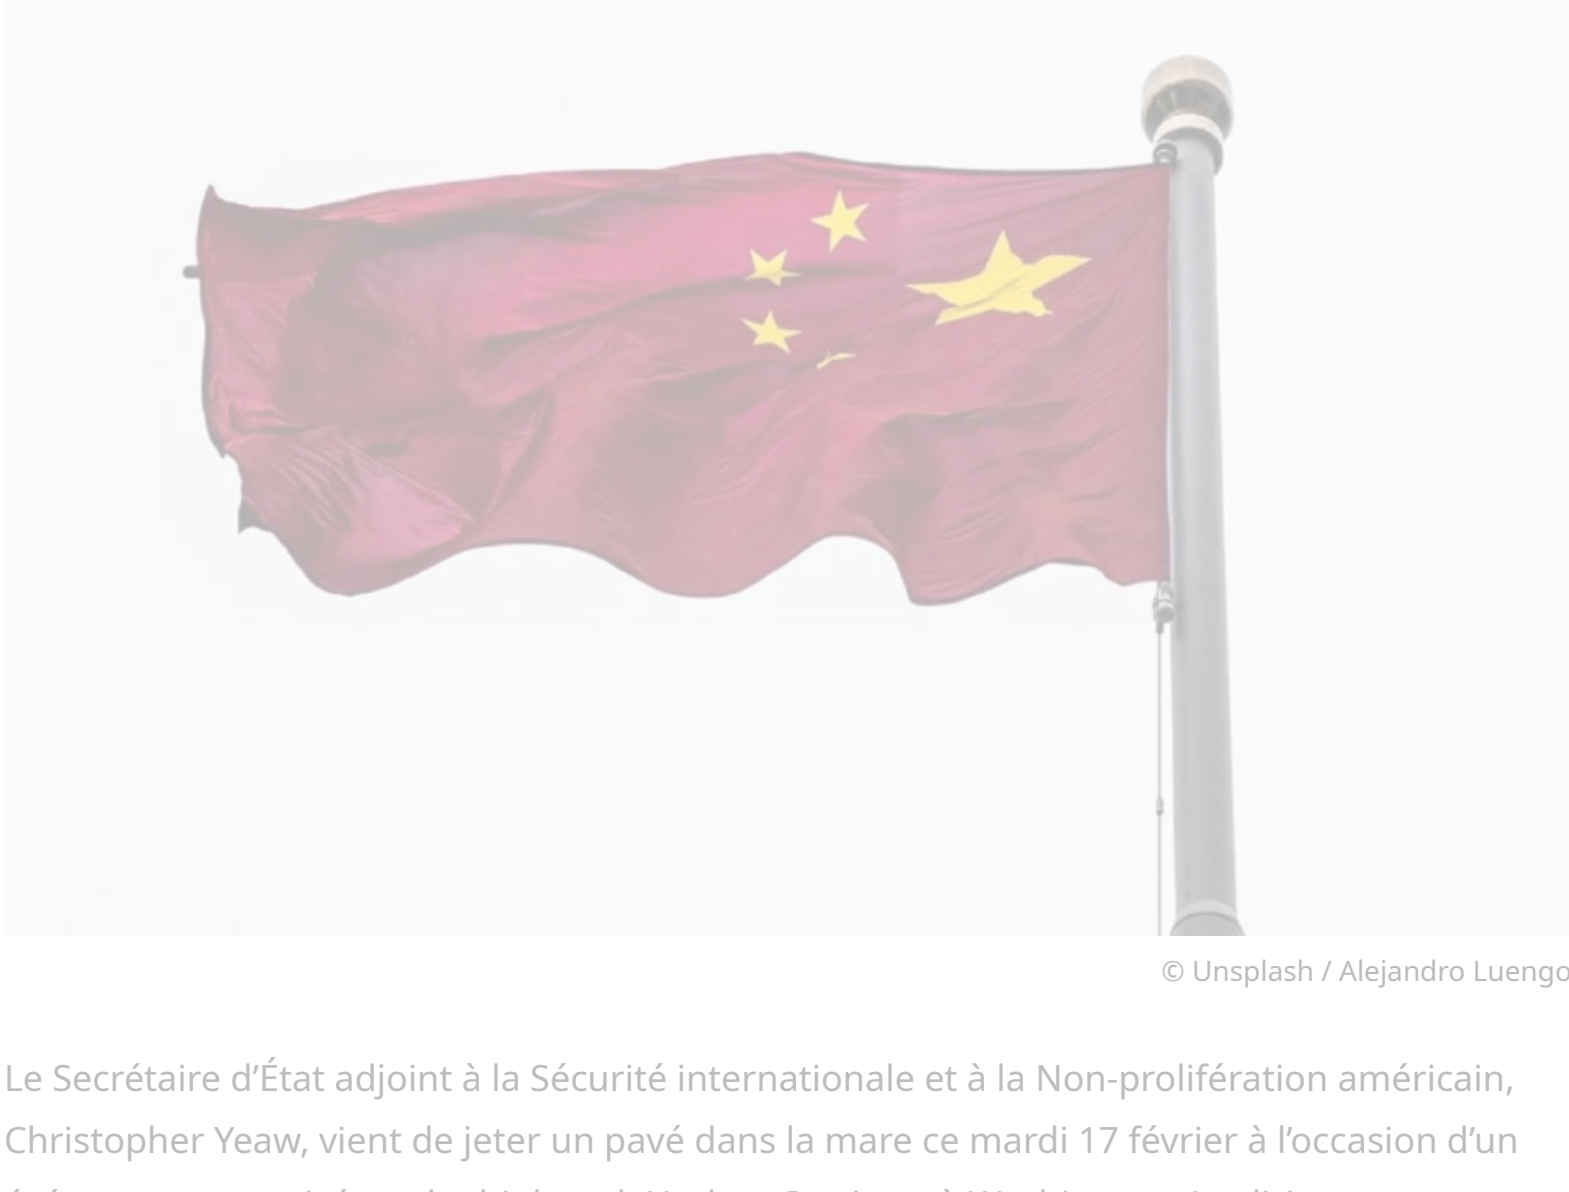 © Unsplash / Alejandro Luengo
Le Secrétaire d’État adjoint à la Sécurité internationale et à la Non-prolifération américain,
Christopher Yeaw, vient de jeter un pavé dans la mare ce mardi 17 février à l’occasion d’un